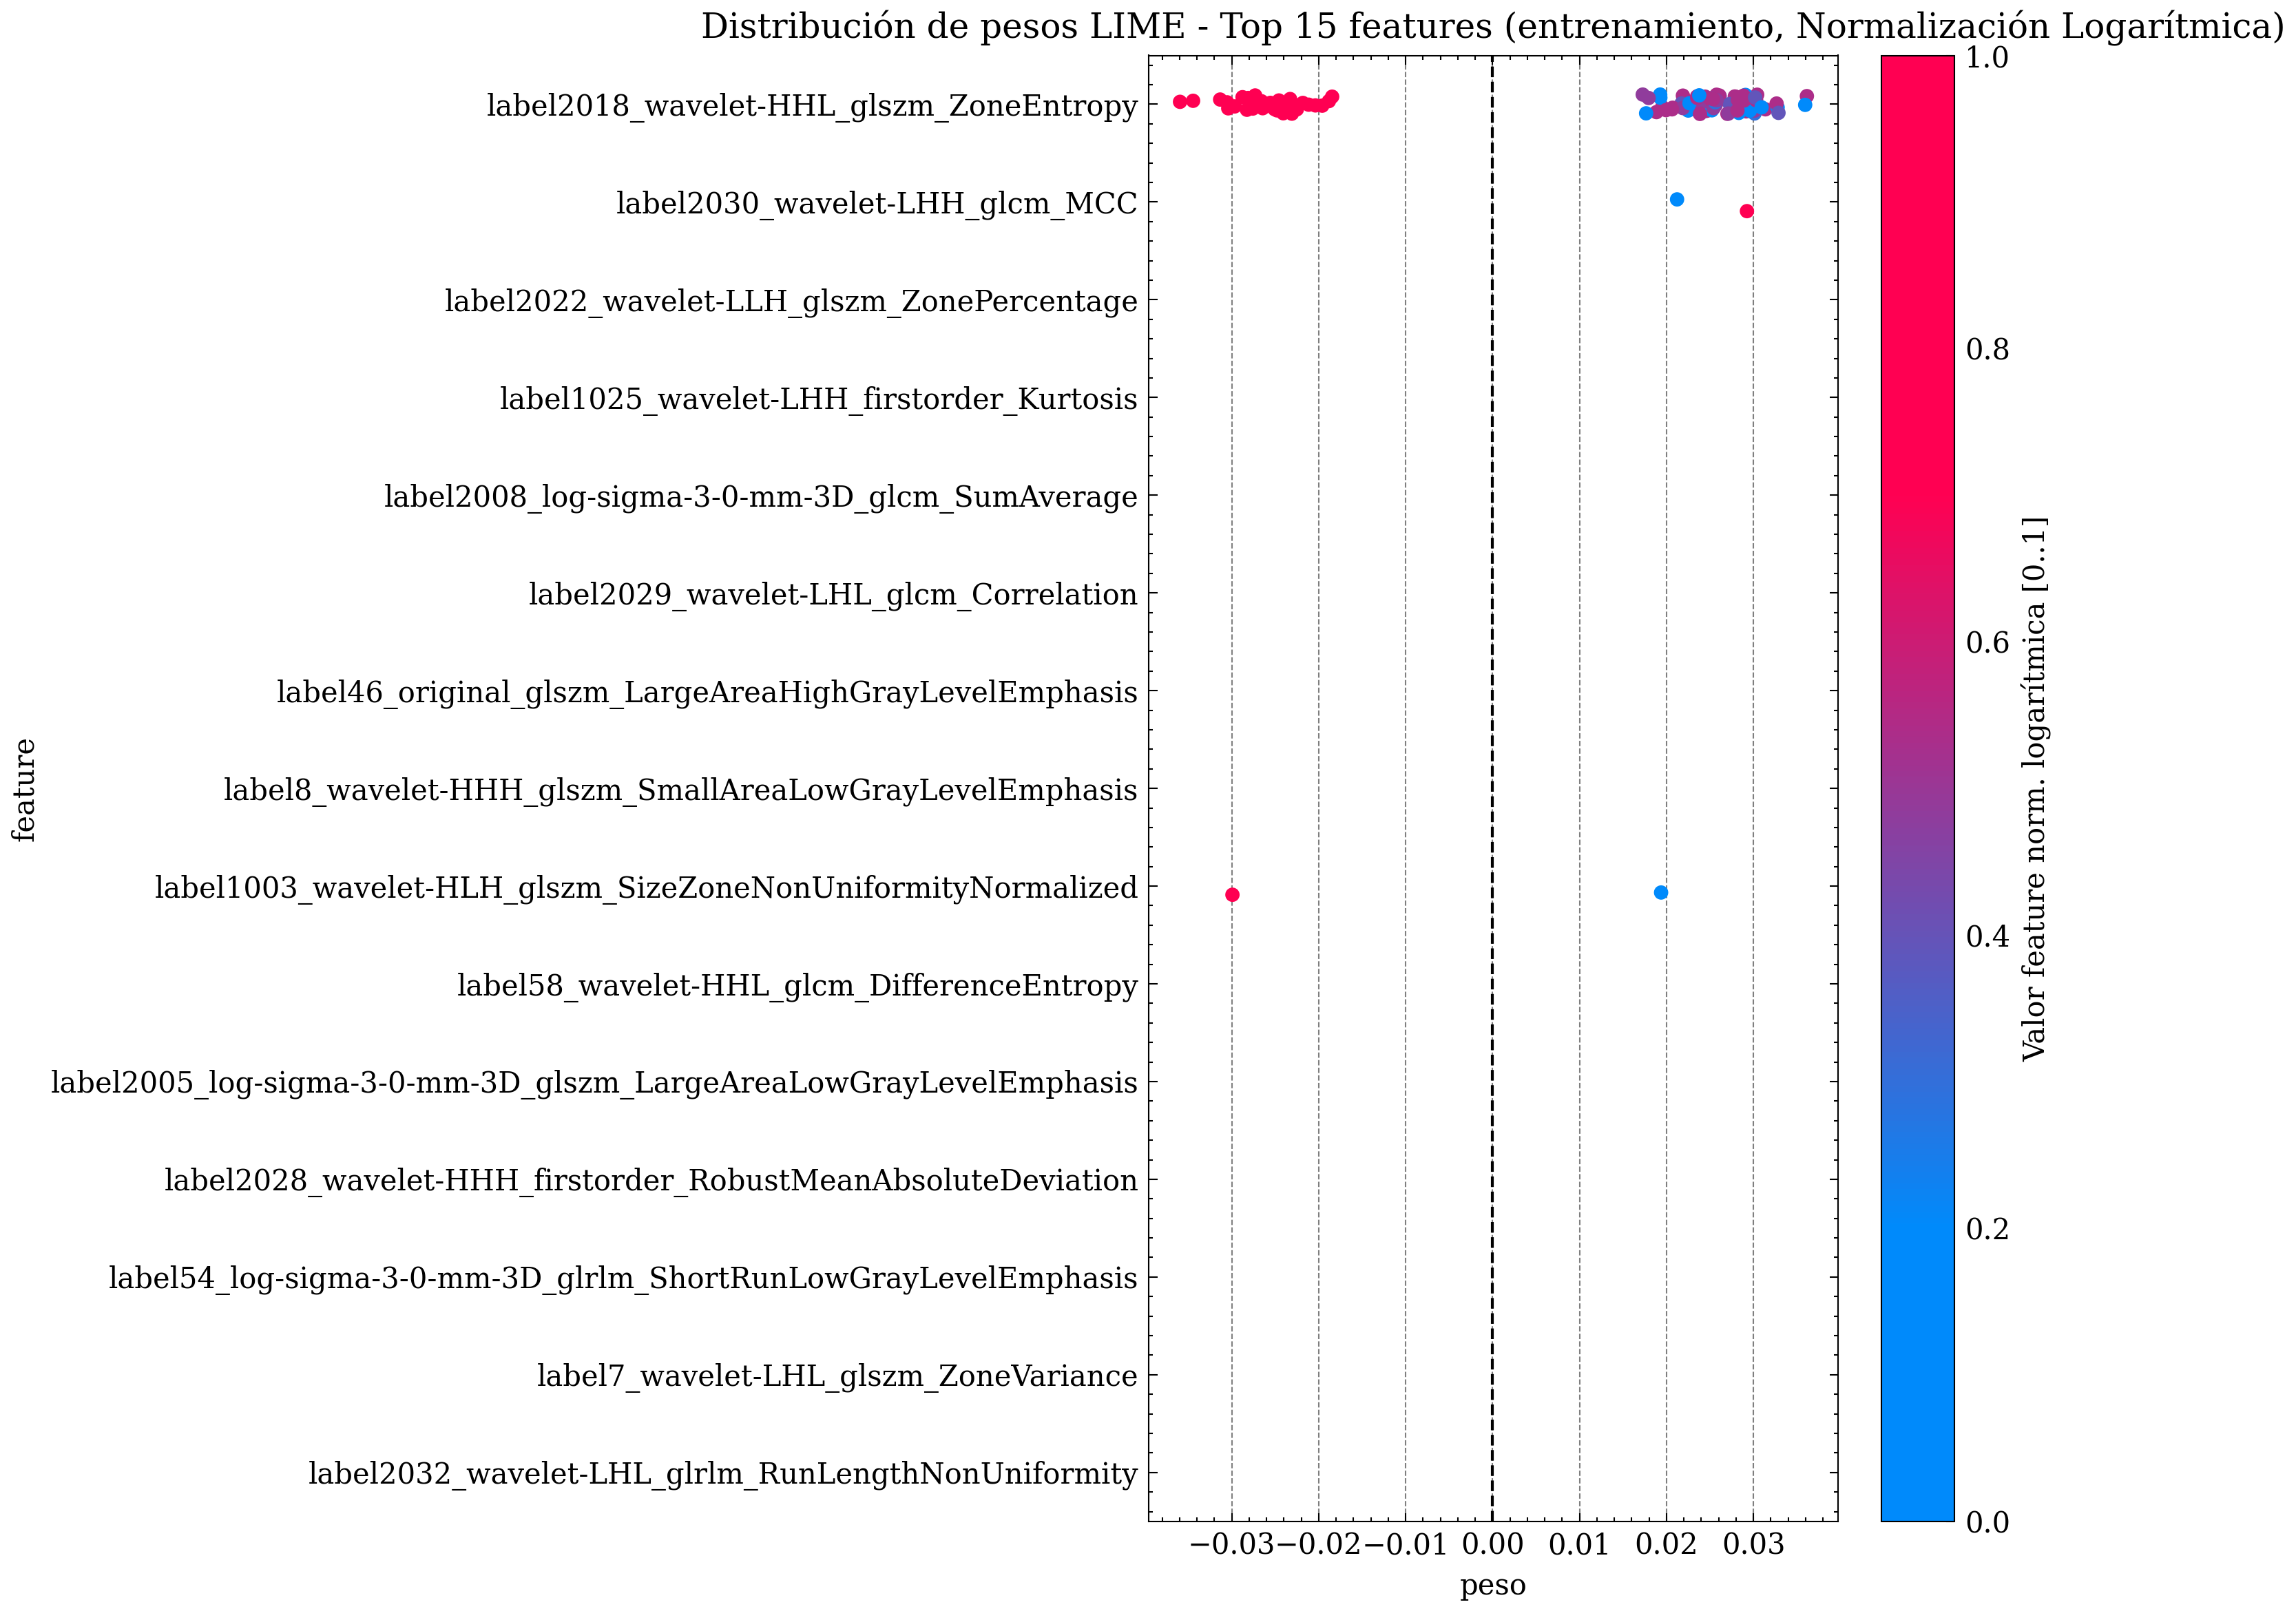 Distribución de pesos LIME - Top 15 features (entrenamiento, Normalización Logarítmica)
label2018_wavelet-HHL_glszm_ZoneEntropy
label2030_wavelet-LHH_glcm_MCC
label2022_wavelet-LLH_glszm_ZonePercentage
label1025_wavelet-LHH_firstorder_Kurtosis
label2008_log-sigma-3-0-mm-3D_glcm_SumAverage
label2029_wavelet-LHL_glcm_Correlation
label46_original_glszm_LargeAreaHighGrayLevelEmphasis
label8_wavelet-HHH_glszm_SmallAreaLowGrayLevelEmphasis
label1003_wavelet-HLH_glszm_SizeZoneNonUniformityNormalized
label58_wavelet-HHL_glcm_DifferenceEntropy
label2005_log-sigma-3-0-mm-3D_glszm_LargeAreaLowGrayLevelEmphasis
label2028_wavelet-HHH_firstorder_RobustMeanAbsoluteDeviation
label54_log-sigma-3-0-mm-3D_glrlm_ShortRunLowGrayLevelEmphasis
label7_wavelet-LHL_glszm_ZoneVariance
label2032_wavelet-LHL_glrlm_RunLengthNonUniformity
feature
−0.03 −0.02 −0.01 0.00 0.01 0.02 0.03
peso
1.0
0.8
0.6
0.4
0.2
0.0
Valor feature norm. logarítmica [0..1]